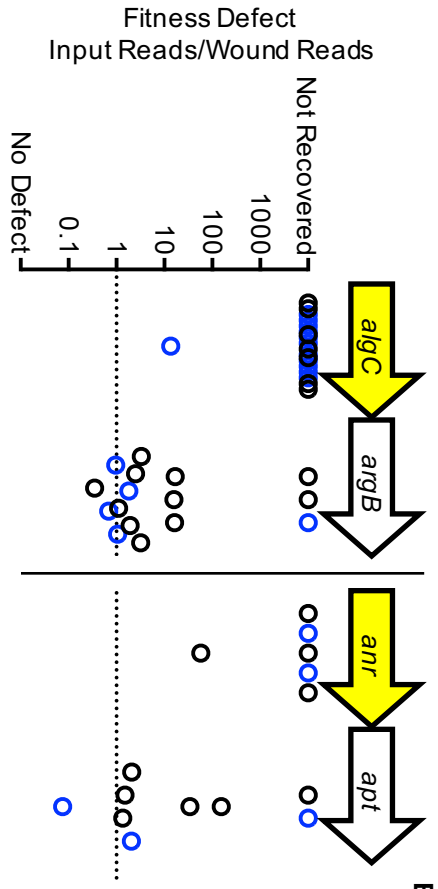 Fitness Defect
Input Reads/Wound Reads
No Defect
0.1
1
10
100
1000
Not Recovered
algC
argB
anr
apt